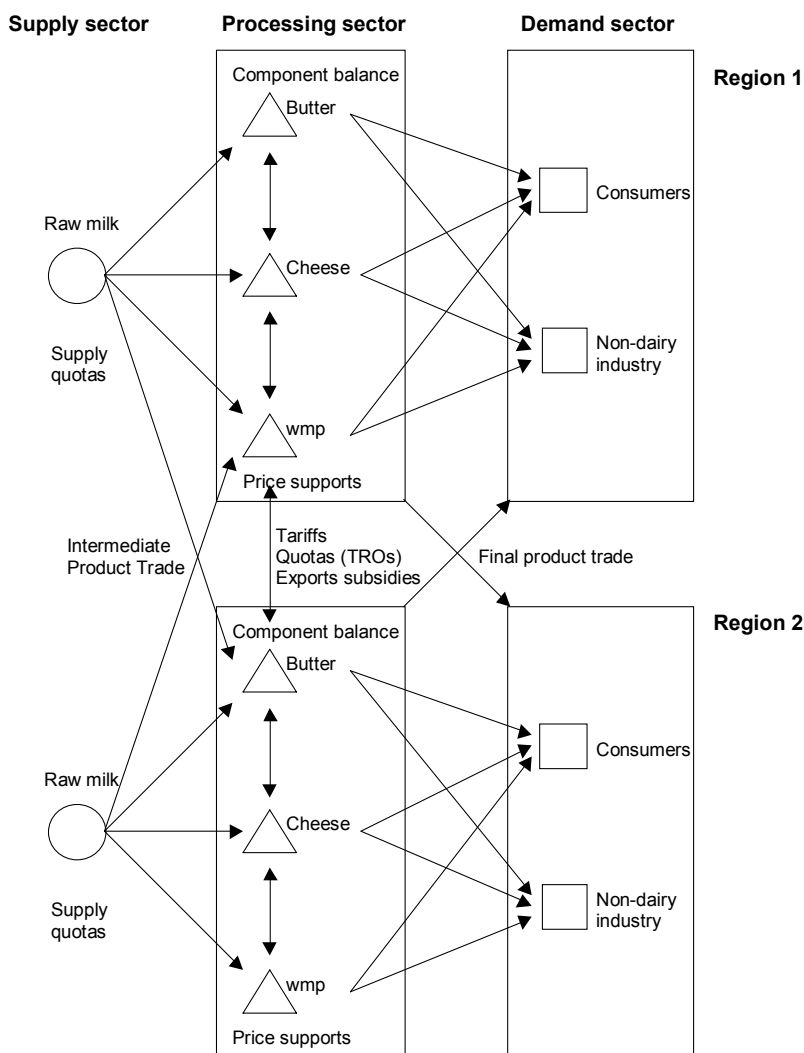 Supply sector
Processing sector
Demand sector
Region 1
Component balance
Butter
Consumers
Raw milk
Cheese
Supply
quotas
Non-dairy
industry
wmp
Price supports
Intermediate
Product Trade
Tariffs
Quotas (TROs)
Exports subsidies
Final product trade
Region 2
Component balance
Butter
Consumers
Raw milk
Cheese
Supply
quotas
Non-dairy
industry
wmp
Price supports